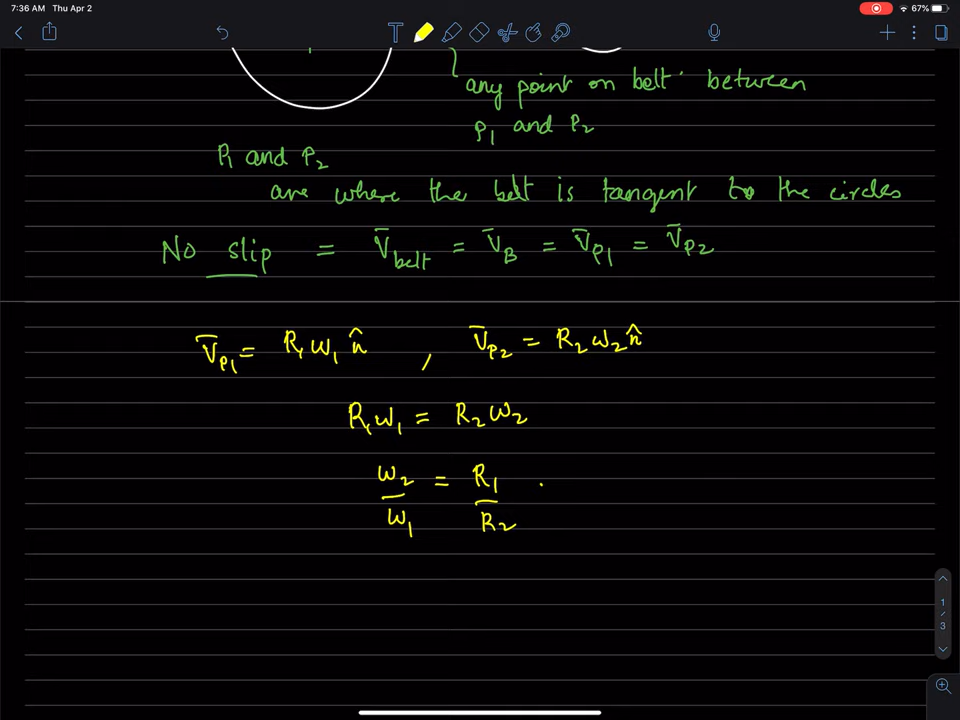 7:36 AM Thu Apr 2
67%
any point on belt between
P₁ and P₂
P₁ and P₂
are where the belt is tangent to the circles
No slip = V̄belt = V̄B = V̄P1 = V̄P2
V̄P1 = R₁ω₁ n̂ , V̄P2 = R₂ω₂ n̂
R₁ω₁ = R₂ω₂
ω₂/ω₁ = R₁/R₂ .
1/3